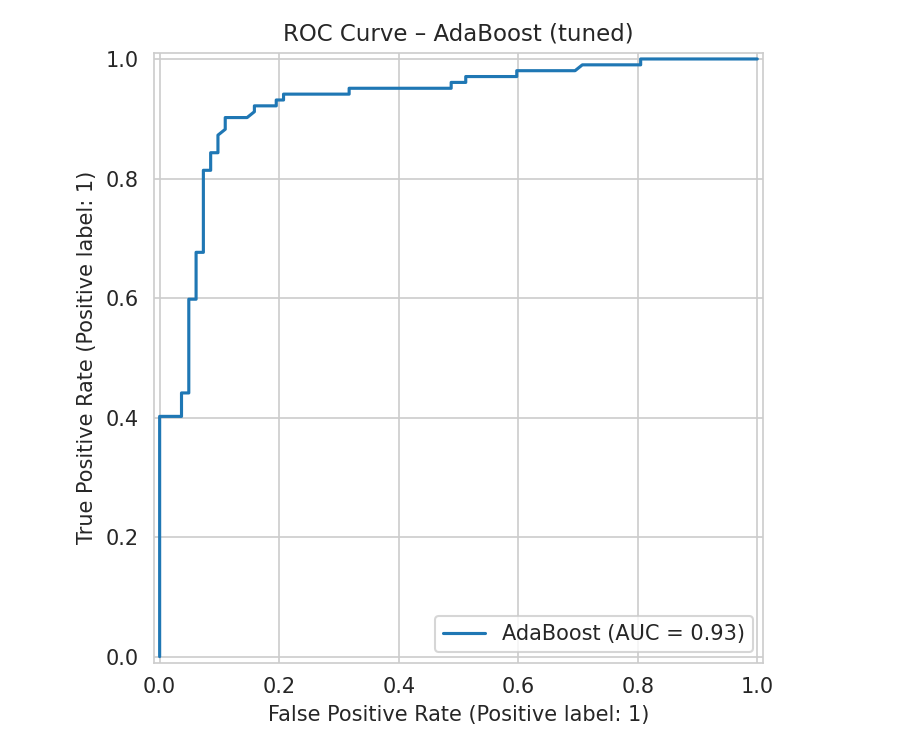 ROC Curve – AdaBoost (tuned)
True Positive Rate (Positive label: 1)
1.0
0.8
0.6
0.4
0.2
0.0
AdaBoost (AUC = 0.93)
0.0 0.2 0.4 0.6 0.8 1.0
False Positive Rate (Positive label: 1)